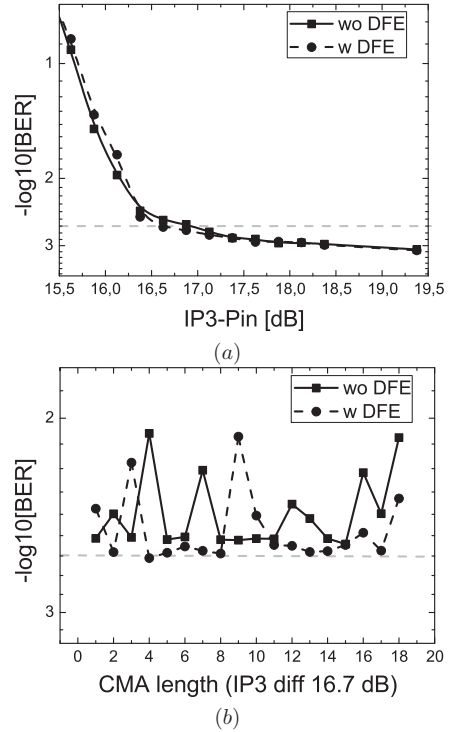 wo DFE
w DFE
1
2
3
-log10[BER]
15,5 16,0 16,5 17,0 17,5 18,0 18,5 19,0 19,5
IP3-Pin [dB]
(a)
wo DFE
w DFE
2
3
-log10[BER]
0 2 4 6 8 10 12 14 16 18 20
CMA length (IP3 diff 16.7 dB)
(b)